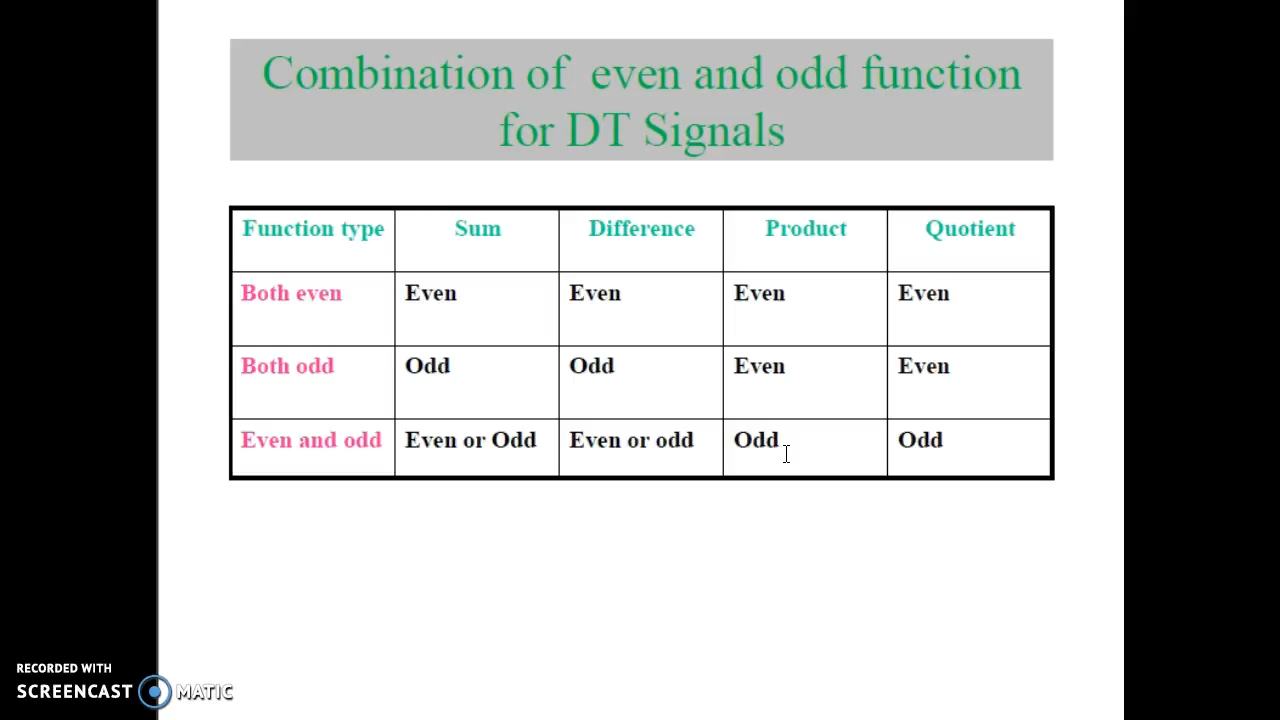 Combination of even and odd function
for DT Signals
Function type Sum Difference Product Quotient
Both even Even Even Even Even
Both odd Odd Odd Even Even
Even and odd Even or Odd Even or odd Odd Odd
RECORDED WITH
SCREENCAST MATIC